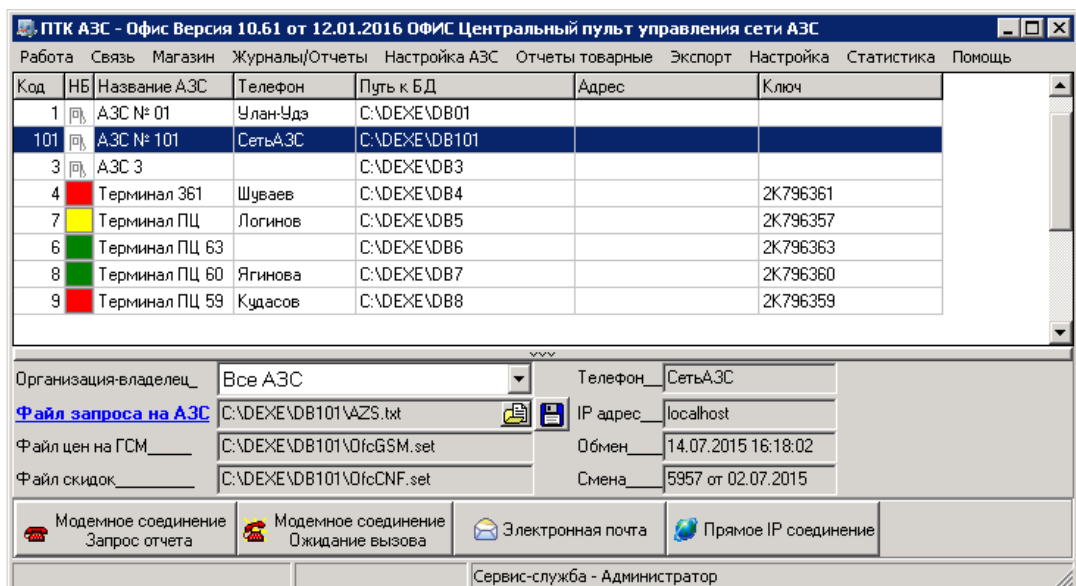 ПТК АЗС - Офис Версия 10.61 от 12.01.2016 ОФИС Центральный пульт управления сети АЗС
Работа Связь Магазин Журналы/Отчеты Настройка АЗС Отчеты товарные Экспорт Настройка Статистика Помощь
Код НБ Название АЗС Телефон Путь к БД Адрес Ключ
1 АЗС № 01 Улан-Удэ C:\DEXE\DB01
101 АЗС № 101 СетьАЗС C:\DEXE\DB101
3 АЗС 3 C:\DEXE\DB3
4 Терминал 361 Шуваев C:\DEXE\DB4 2K796361
7 Терминал ПЦ Логинов C:\DEXE\DB5 2K796357
6 Терминал ПЦ 63 C:\DEXE\DB6 2K796363
8 Терминал ПЦ 60 Ягинова C:\DEXE\DB7 2K796360
9 Терминал ПЦ 59 Кудасов C:\DEXE\DB8 2K796359
Организация-владелец_ Все АЗС Телефон__ СетьАЗС
Файл запроса на АЗС C:\DEXE\DB101\AZS.txt IP адрес___ localhost
Файл цен на ГСМ______ C:\DEXE\DB101\OfcGSM.set Обмен____ 14.07.2015 16:18:02
Файл скидок__________ C:\DEXE\DB101\OfcCNF.set Смена____ 5957 от 02.07.2015
Модемное соединение Запрос отчета
Модемное соединение Ожидание вызова
Электронная почта
Прямое IP соединение
Сервис-служба - Администратор